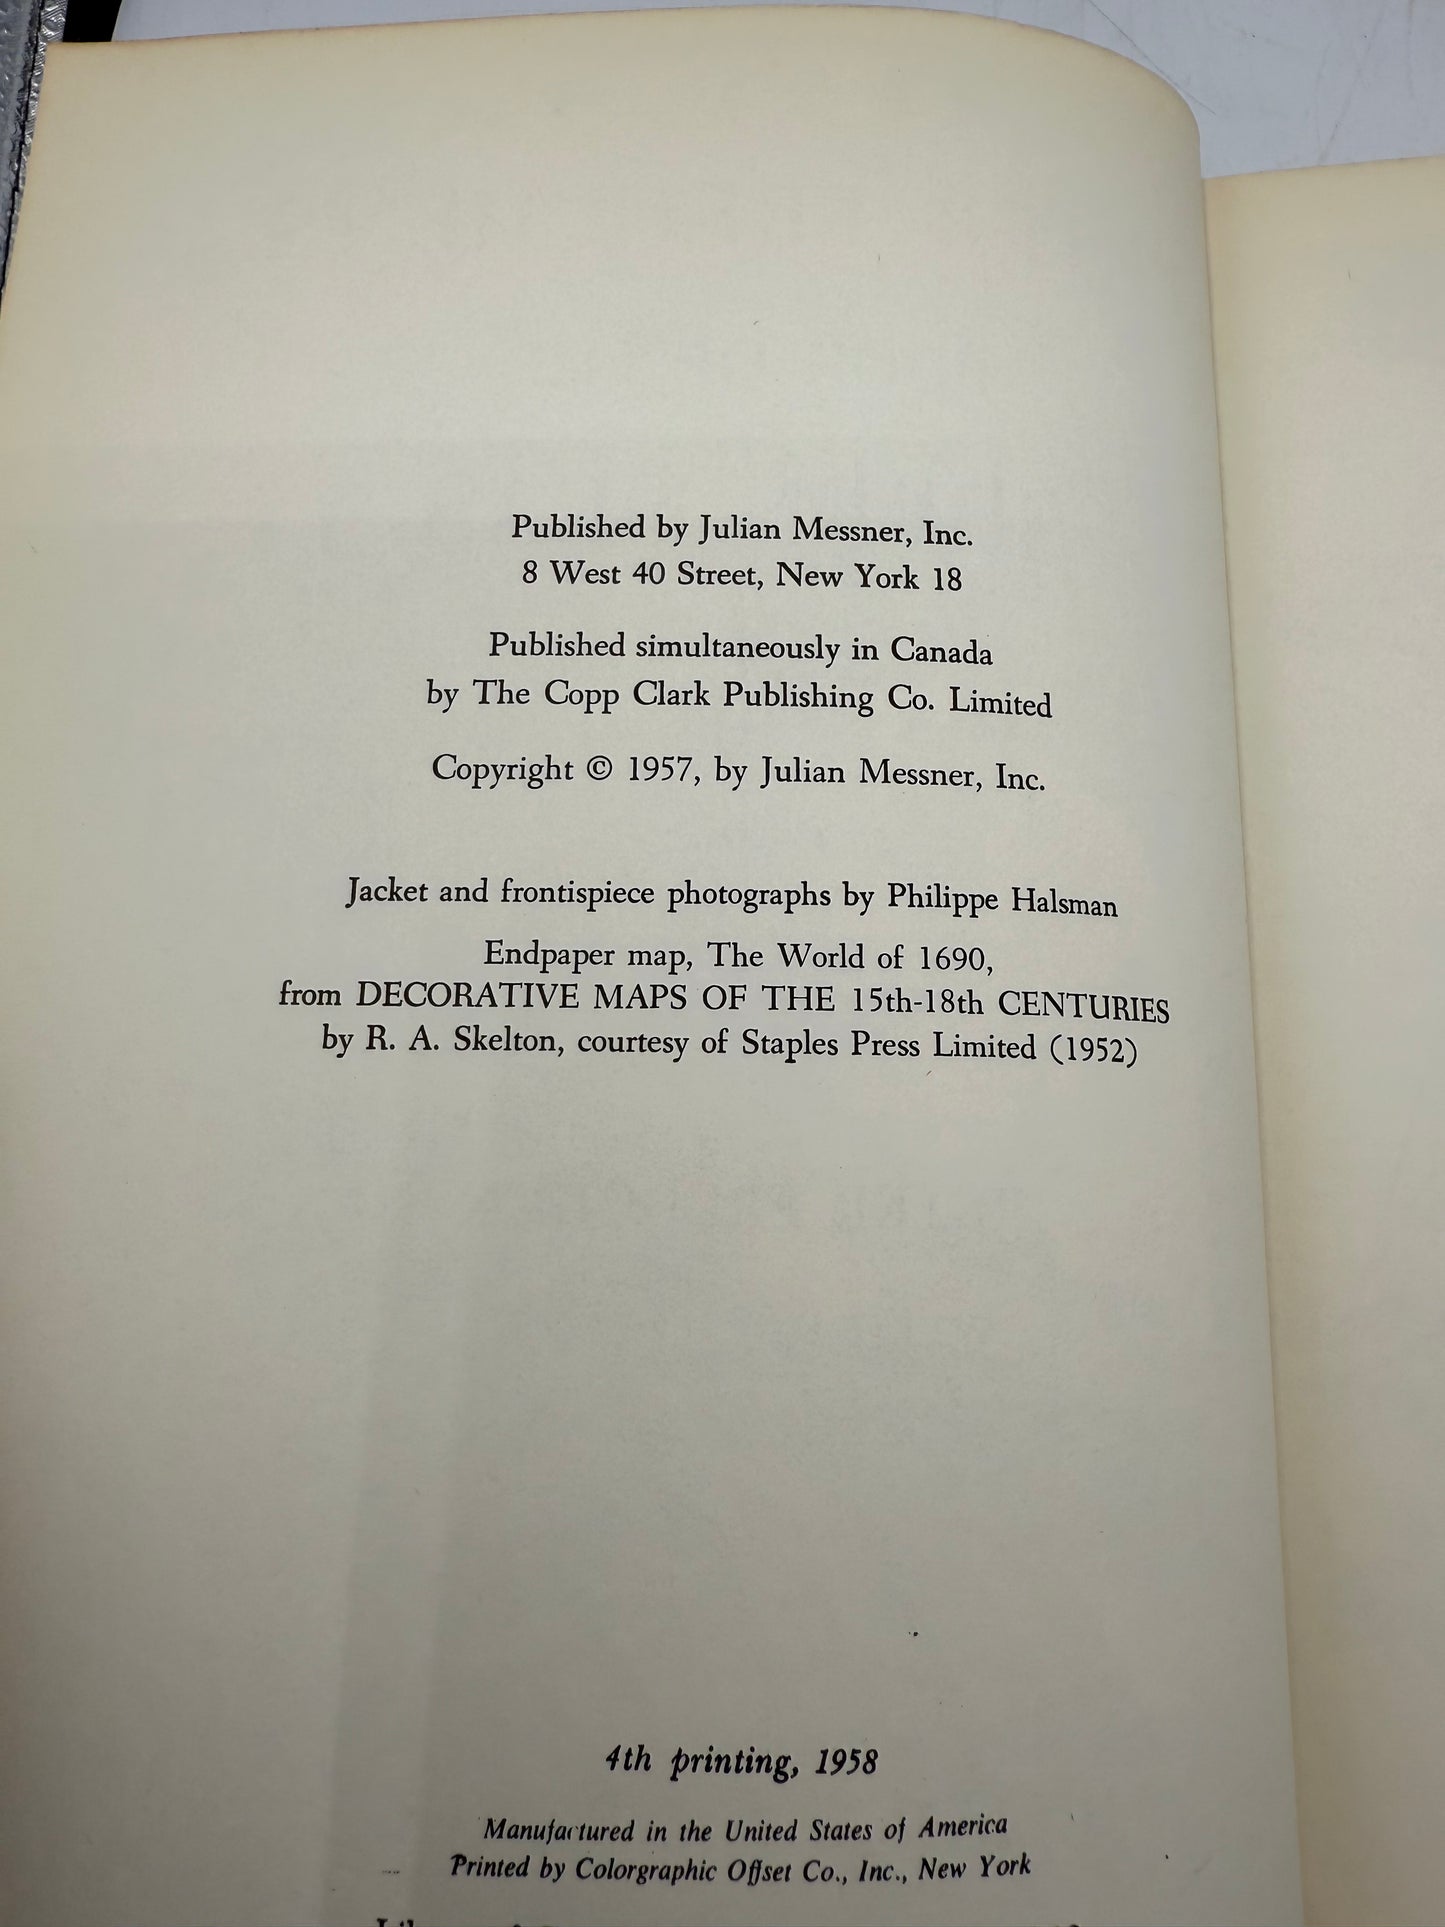 Published by Julian Messner, Inc.
8 West 40 Street, New York 18
Published simultaneously in Canada
by The Copp Clark Publishing Co. Limited
Copyright © 1957, by Julian Messner, Inc.
Jacket and frontispiece photographs by Philippe Halsman
Endpaper map, The World of 1690,
from DECORATIVE MAPS OF THE 15th-18th CENTURIES
by R. A. Skelton, courtesy of Staples Press Limited (1952)
4th printing, 1958
Manufactured in the United States of America
Printed by Colorgraphic Offset Co., Inc., New York